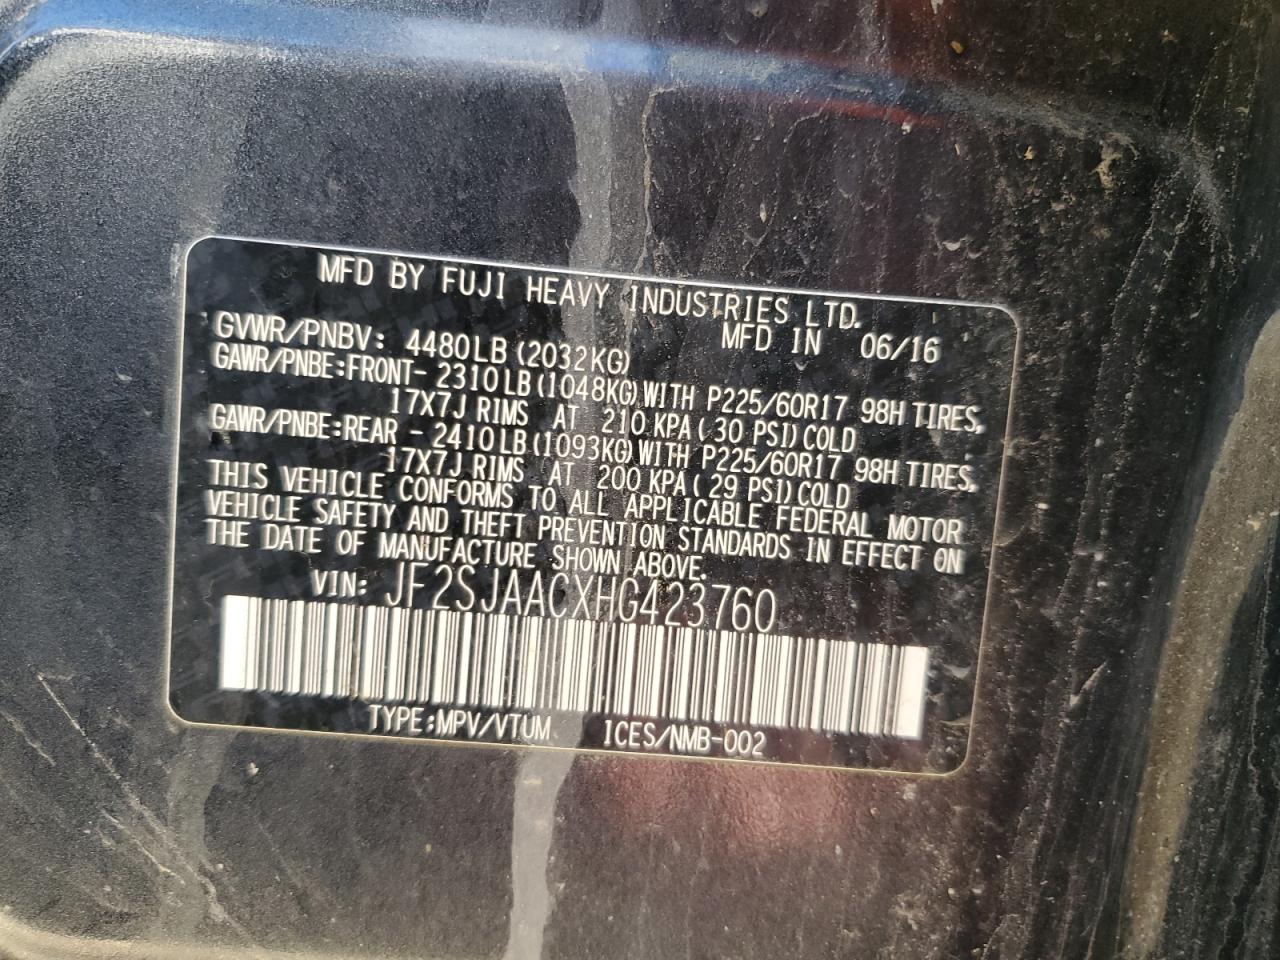 MFD BY FUJI HEAVY INDUSTRIES LTD.
MFD IN 06/16
GVWR/PNBV: 4480LB(2032KG)
GAWR/PNBE:FRONT- 2310LB(1048KG)WITH P225/60R17 98H TIRES,
17X7J RIMS AT 210 KPA(30 PSI)COLD
GAWR/PNBE:REAR - 2410LB(1093KG)WITH P225/60R17 98H TIRES,
17X7J RIMS AT 200 KPA(29 PSI)COLD
THIS VEHICLE CONFORMS TO ALL APPLICABLE FEDERAL MOTOR
VEHICLE SAFETY AND THEFT PREVENTION STANDARDS IN EFFECT ON
THE DATE OF MANUFACTURE SHOWN ABOVE.
VIN: JF2SJAACXHG423760
TYPE:MPV/VTUM ICES/NMB-002